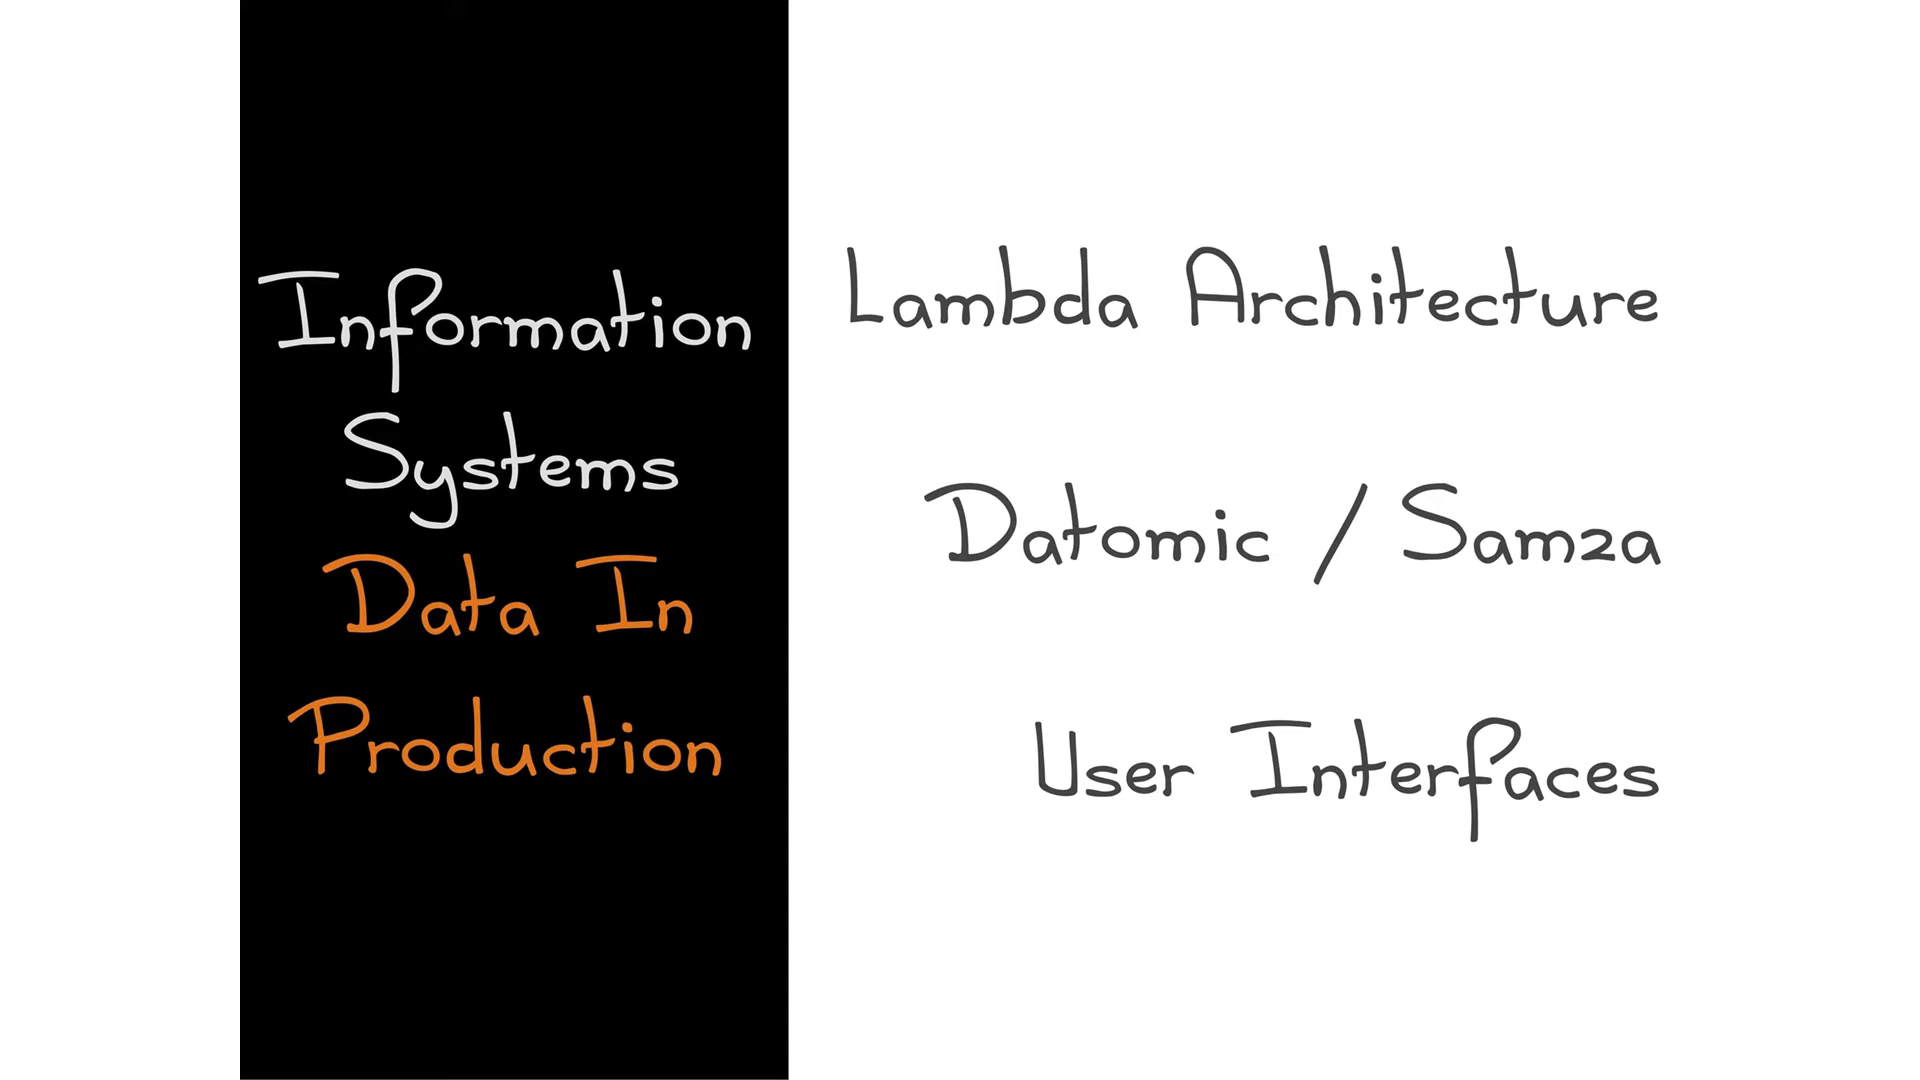 Information
Systems
Data In
Production
Lambda Architecture
Datomic / Samza
User Interfaces